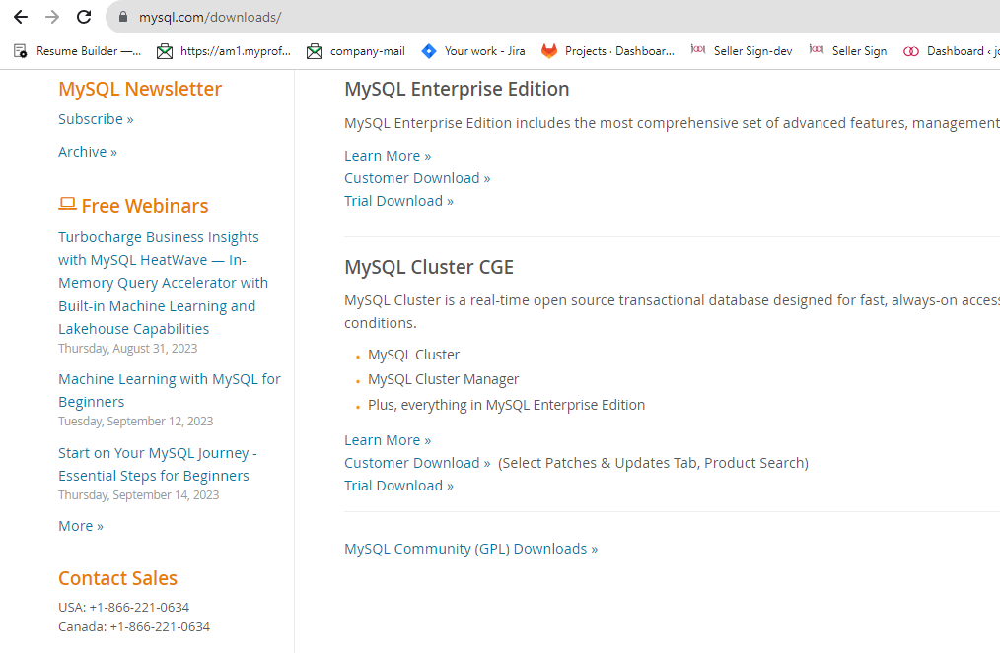 mysql.com/downloads/
Resume Builder —... https://am1.myprof... company-mail Your work - Jira Projects · Dashboar... Seller Sign-dev Seller Sign Dashboard ‹
MySQL Newsletter
Subscribe »
Archive »
Free Webinars
Turbocharge Business Insights
with MySQL HeatWave — In-
Memory Query Accelerator with
Built-in Machine Learning and
Lakehouse Capabilities
Thursday, August 31, 2023
Machine Learning with MySQL for
Beginners
Tuesday, September 12, 2023
Start on Your MySQL Journey -
Essential Steps for Beginners
Thursday, September 14, 2023
More »
Contact Sales
USA: +1-866-221-0634
Canada: +1-866-221-0634
MySQL Enterprise Edition
MySQL Enterprise Edition includes the most comprehensive set of advanced features, management
Learn More »
Customer Download »
Trial Download »
MySQL Cluster CGE
MySQL Cluster is a real-time open source transactional database designed for fast, always-on access
conditions.
MySQL Cluster
MySQL Cluster Manager
Plus, everything in MySQL Enterprise Edition
Learn More »
Customer Download » (Select Patches & Updates Tab, Product Search)
Trial Download »
MySQL Community (GPL) Downloads »